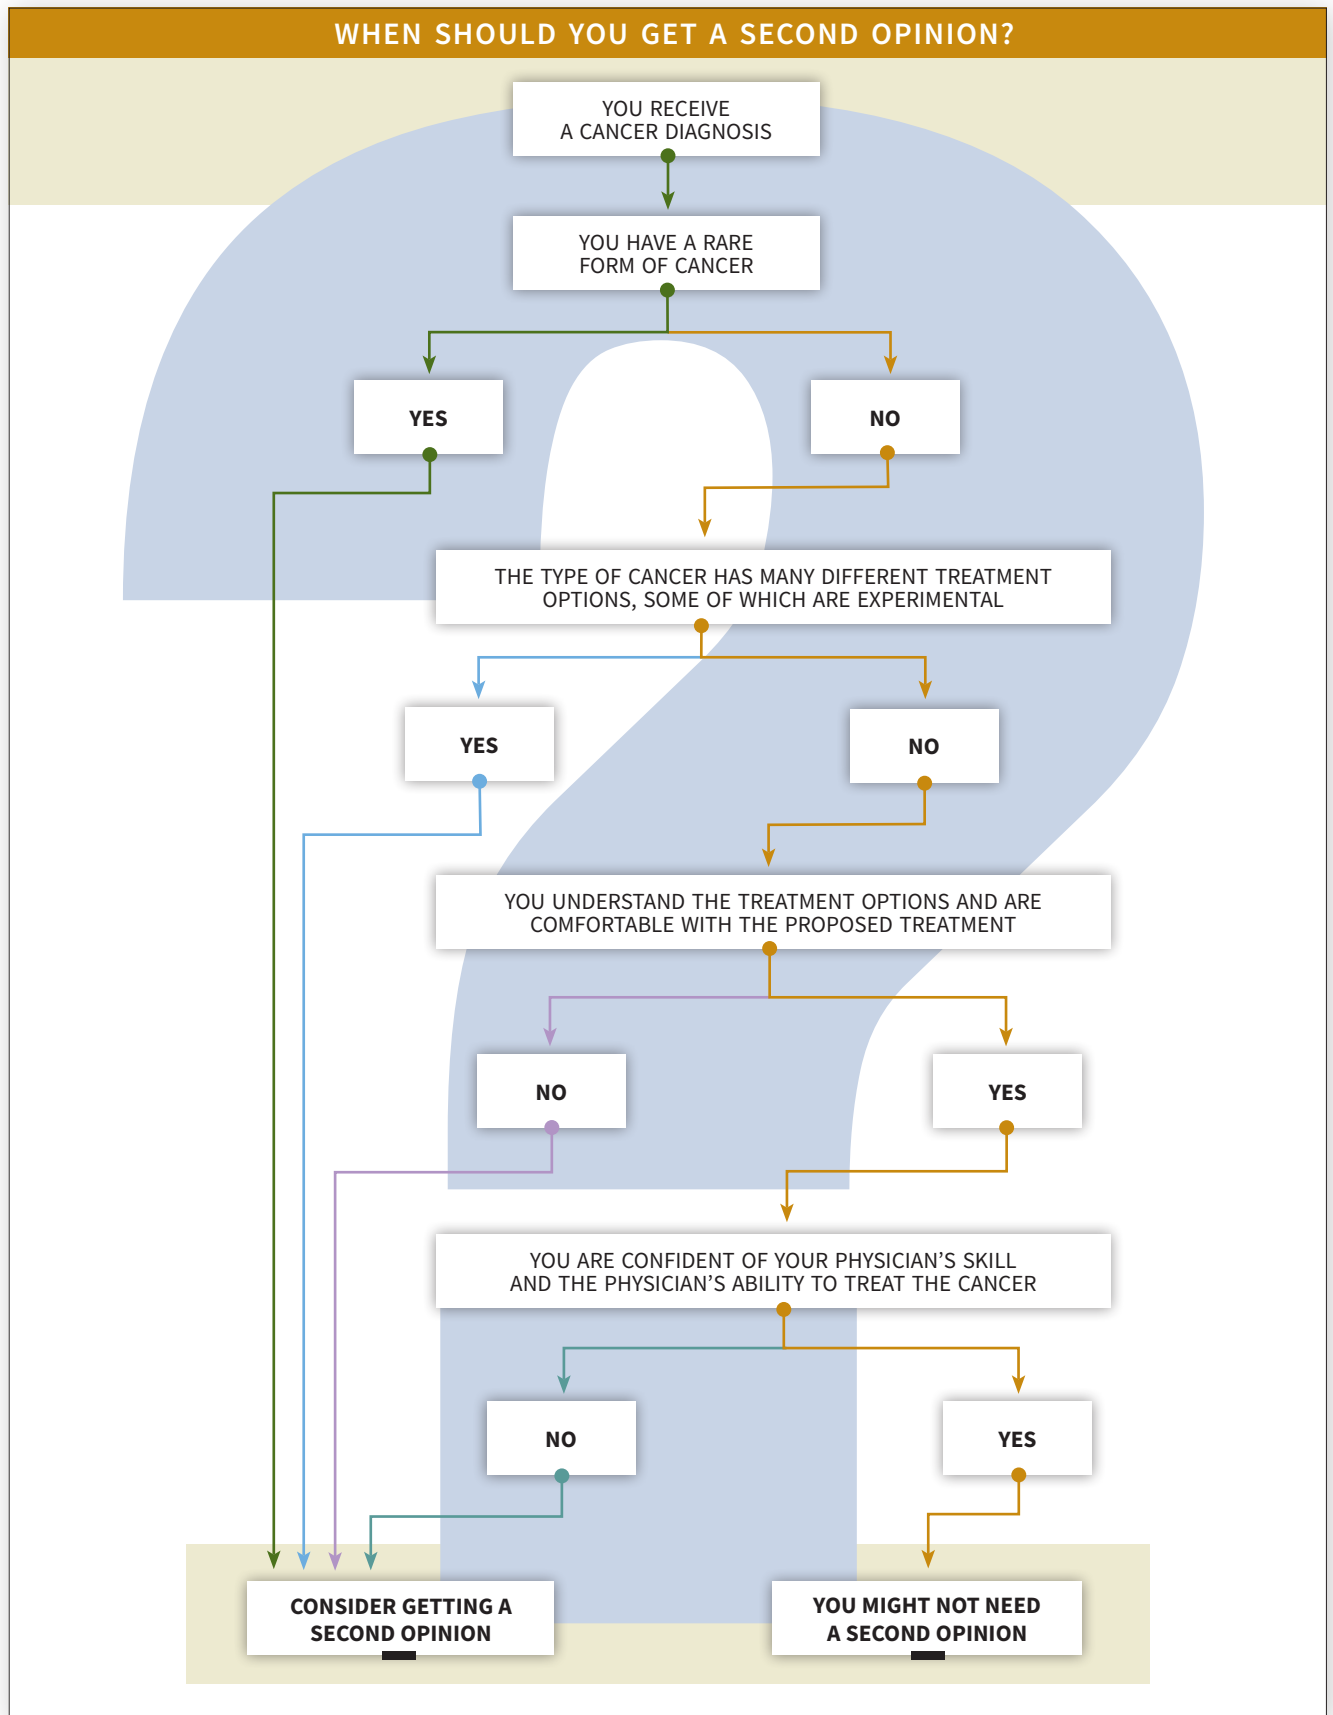 WHEN SHOULD YOU GET A SECOND OPINION?
YOU RECEIVE
A CANCER DIAGNOSIS
YOU HAVE A RARE
FORM OF CANCER
YES
NO
THE TYPE OF CANCER HAS MANY DIFFERENT TREATMENT
OPTIONS, SOME OF WHICH ARE EXPERIMENTAL
YES
NO
YOU UNDERSTAND THE TREATMENT OPTIONS AND ARE
COMFORTABLE WITH THE PROPOSED TREATMENT
NO
YES
YOU ARE CONFIDENT OF YOUR PHYSICIAN’S SKILL
AND THE PHYSICIAN’S ABILITY TO TREAT THE CANCER
NO
YES
CONSIDER GETTING A
SECOND OPINION
YOU MIGHT NOT NEED
A SECOND OPINION